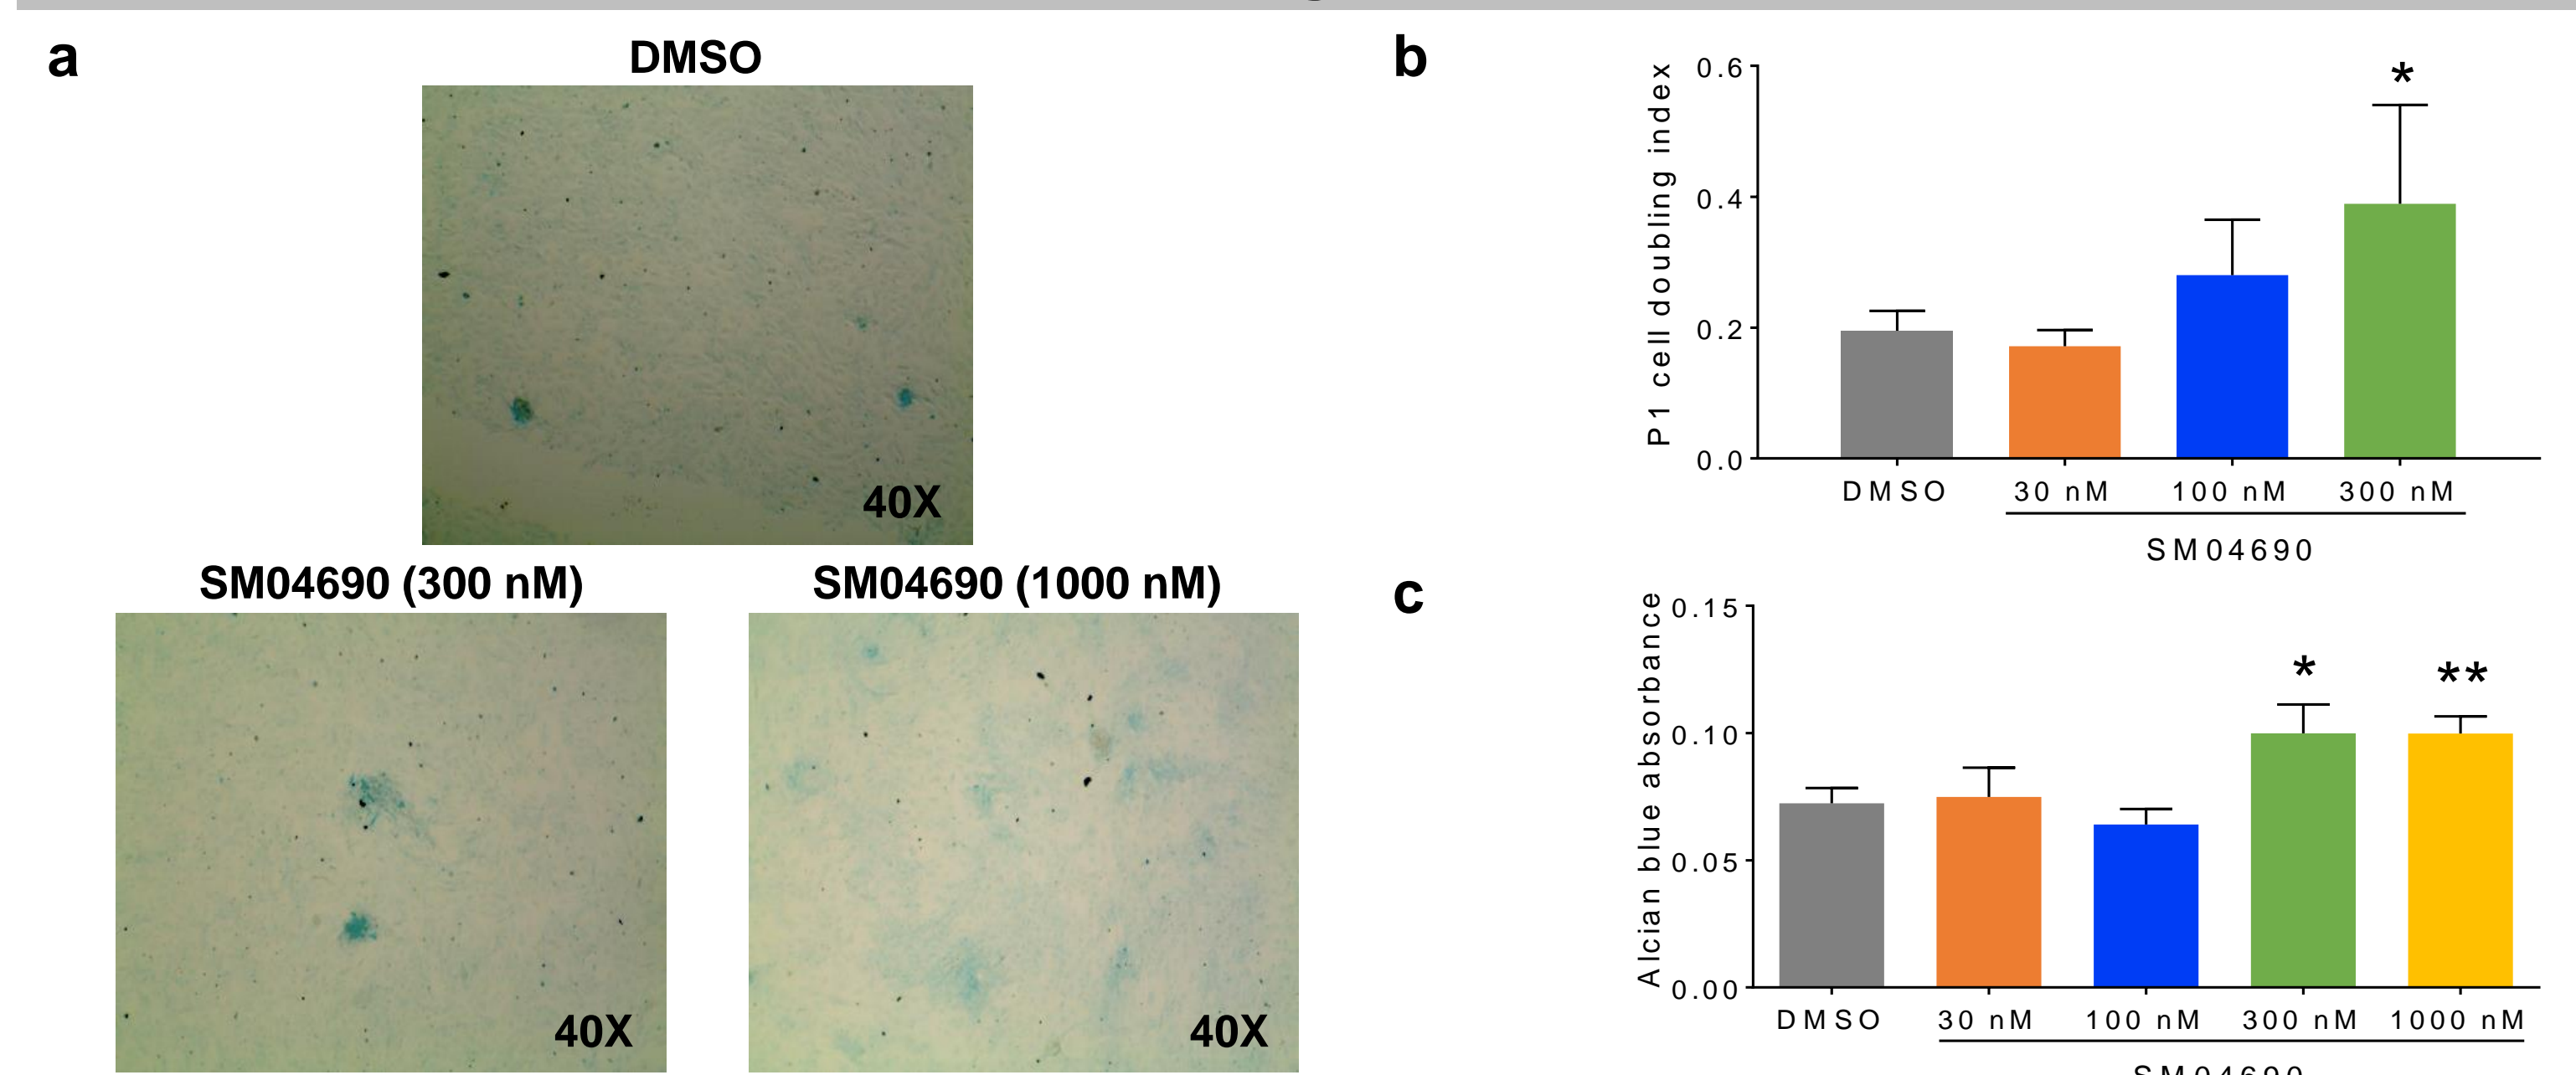 a
DMSO
40X
SM04690 (300 nM)
40X
SM04690 (1000 nM)
40X
b
P1 cell doubling index
0.6
0.4
0.2
0.0
*
DMSO
30 nM
100 nM
300 nM
SM04690
c
Alcian blue absorbance
0.15
0.10
0.05
0.00
*
**
DMSO
30 nM
100 nM
300 nM
1000 nM
SM04690